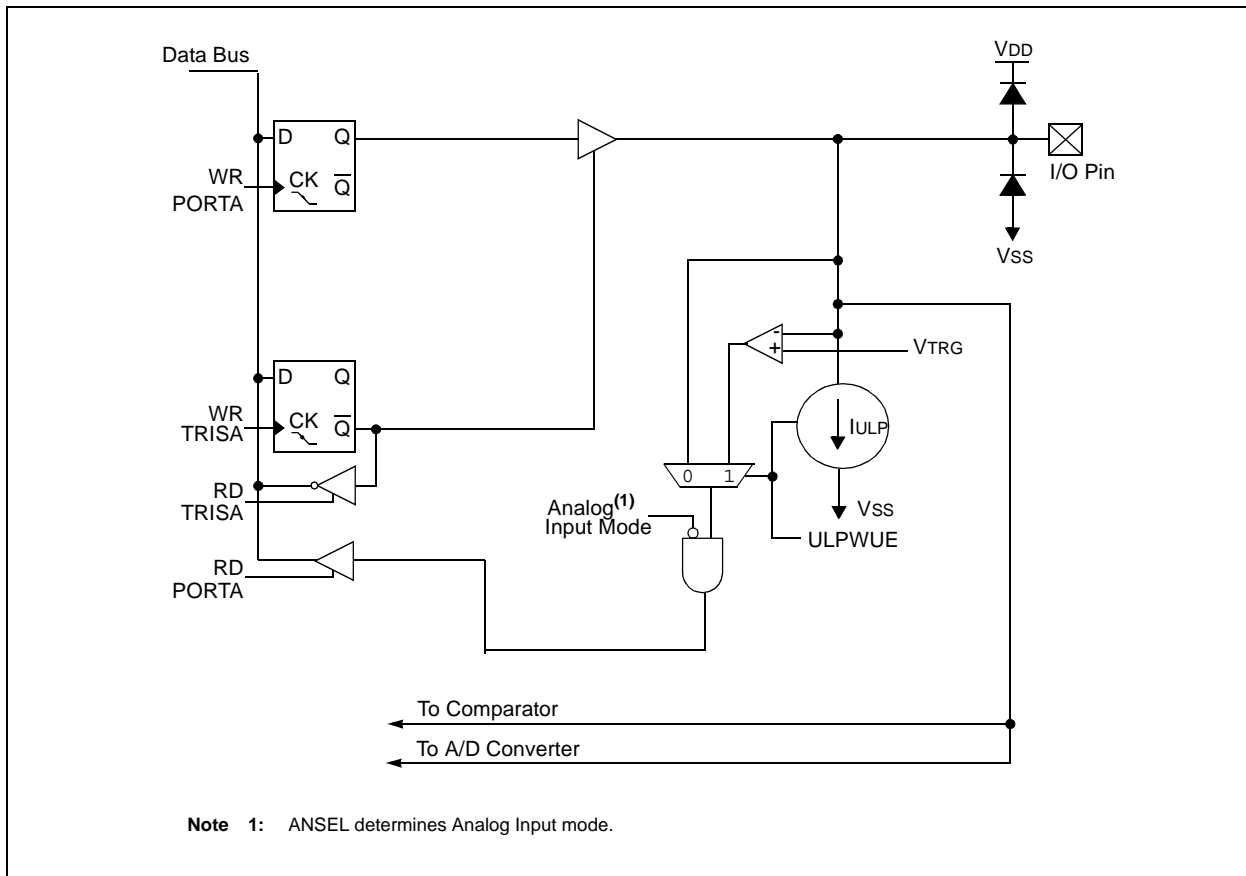 Data Bus
VDD
D Q
WR
PORTA
CK Q
I/O Pin
VSS
-
+
VTRG
D Q
WR
TRISA
CK Q
IULP
0 1
RD
TRISA
Analog(1)
Input Mode
VSS
ULPWUE
RD
PORTA
To Comparator
To A/D Converter
Note 1: ANSEL determines Analog Input mode.